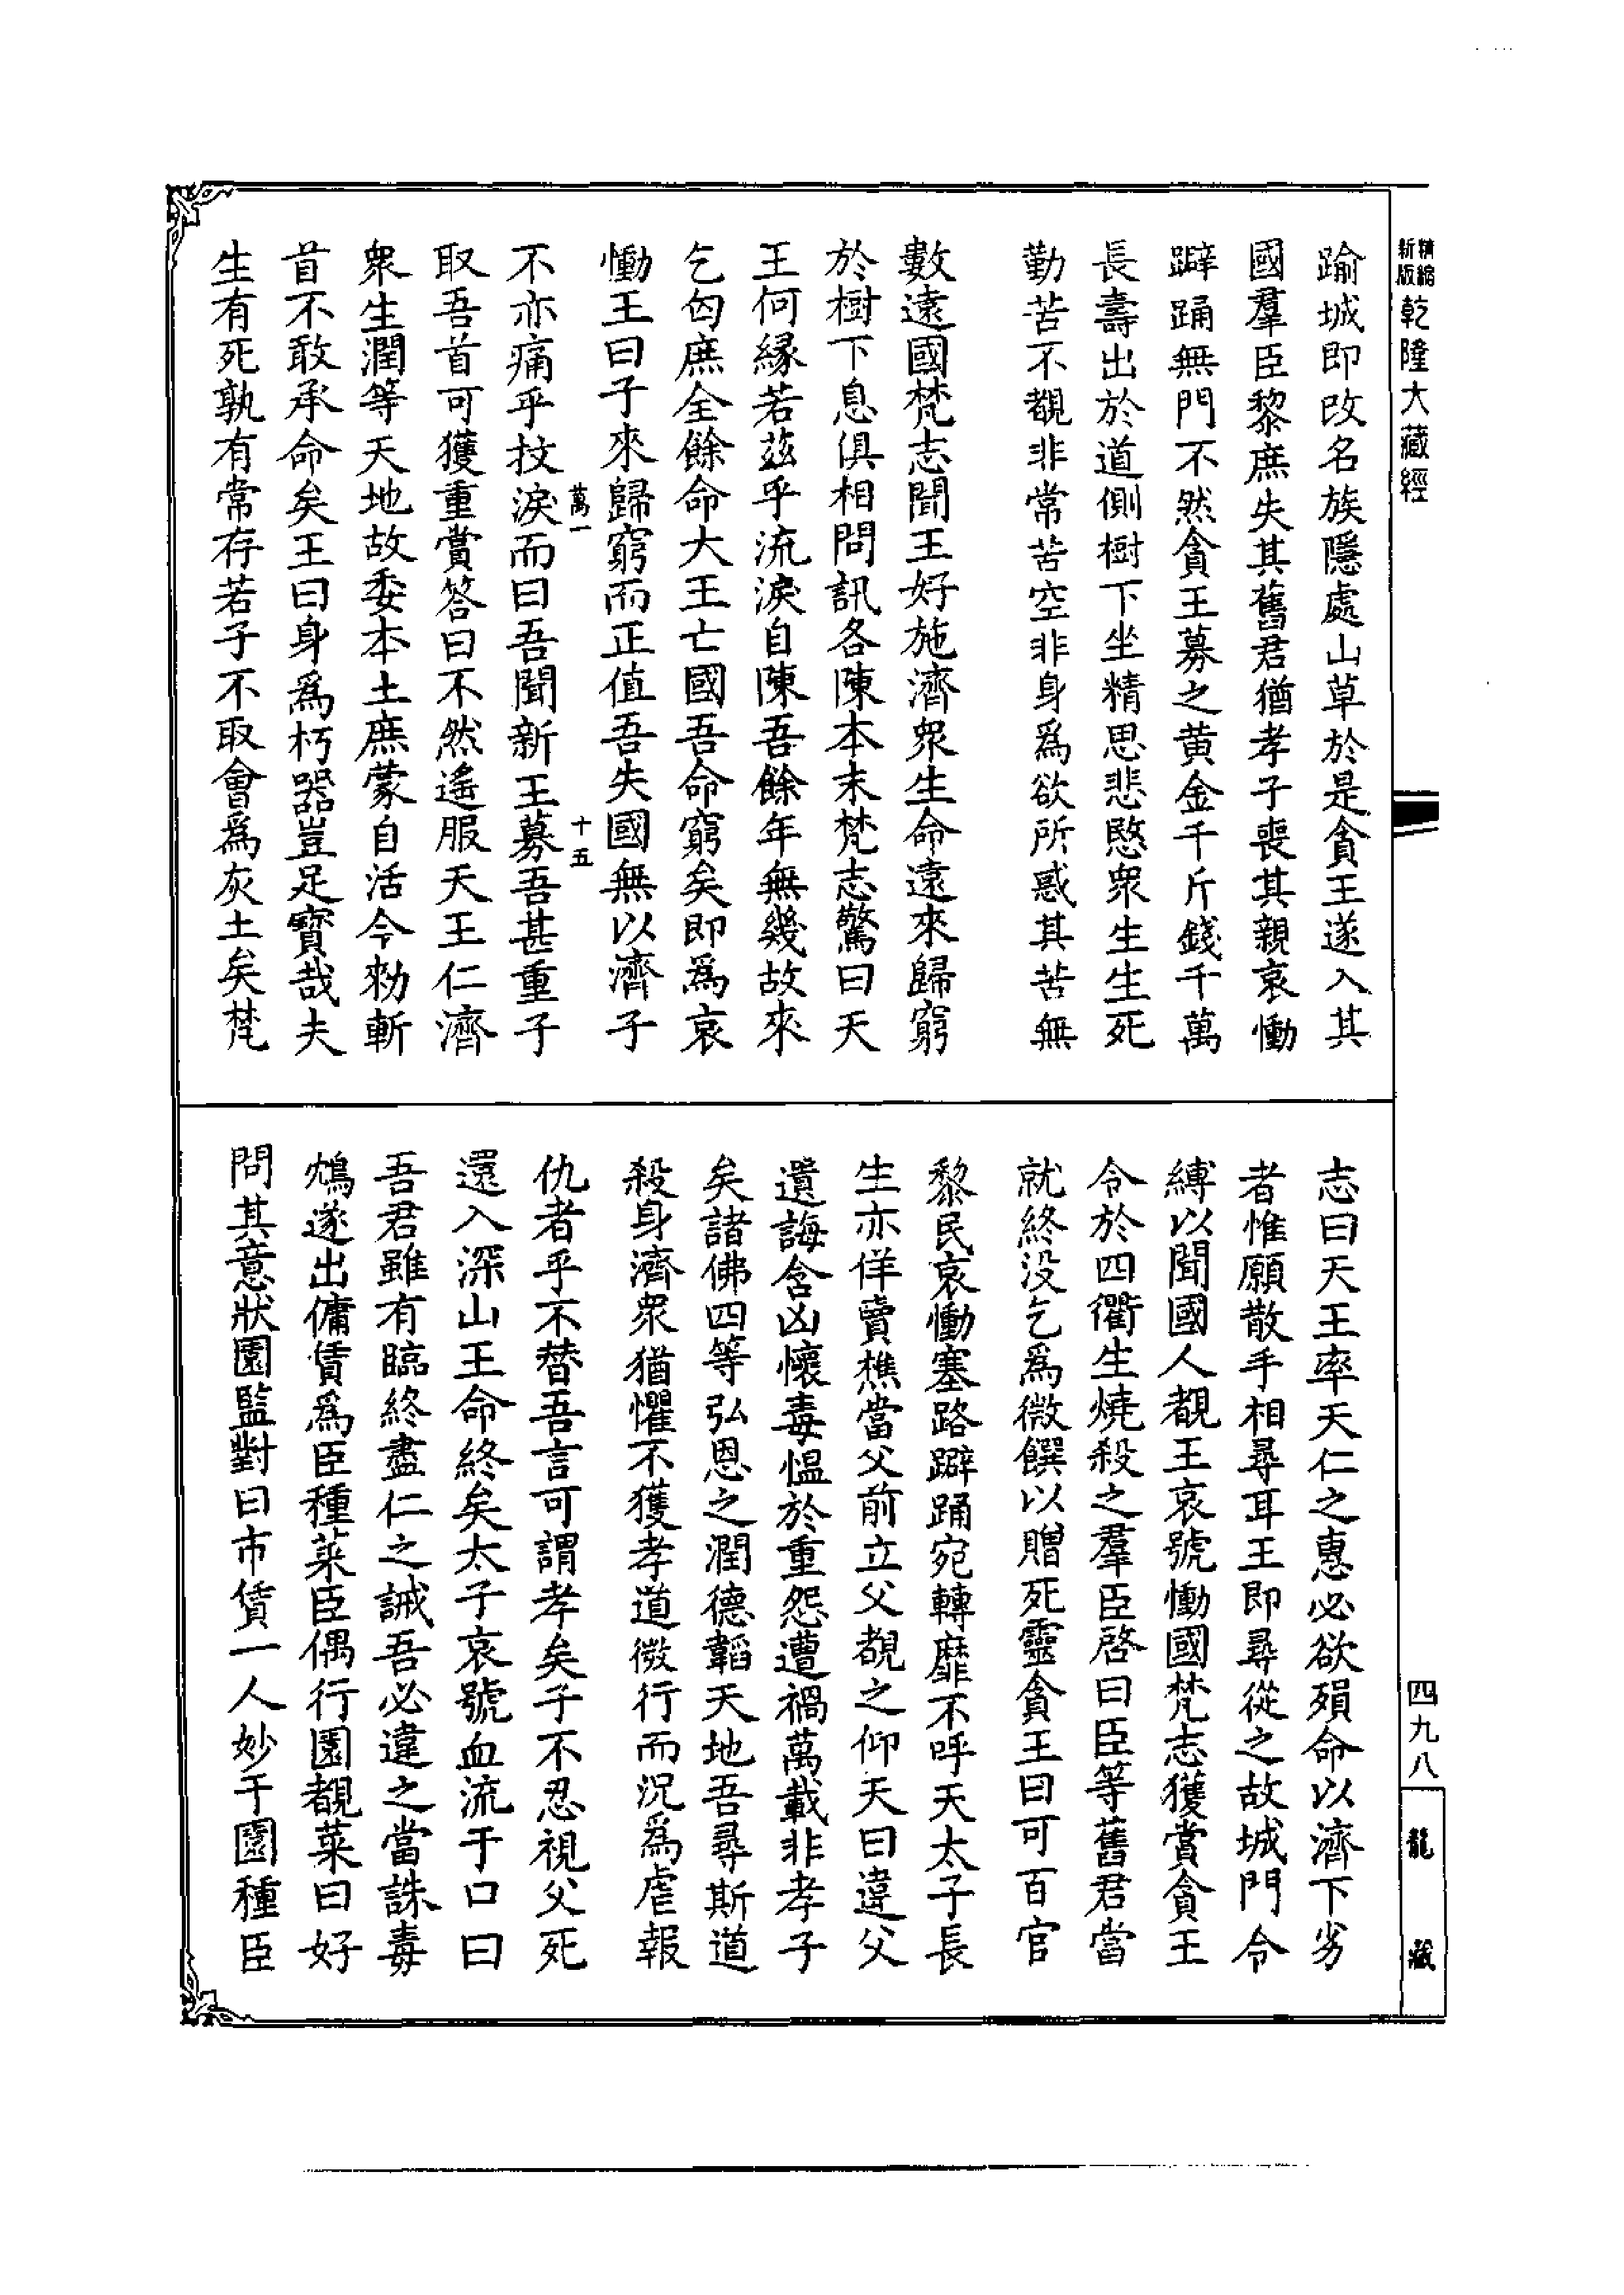 精縮新版乾隆大藏經
踰城即改名族隱處山草於是貪王遂入其
國羣臣黎庶失其舊君猶孝子喪其親哀慟
躃踊無門不然貪王募之黄金千斤錢千萬
長壽出於道側樹下坐精思悲愍衆生生死
勤苦不覩非常苦空非身爲欲所惑其苦無
數遠國梵志聞王好施濟衆生命遠來歸窮
於樹下息俱相問訊各陳本末梵志驚曰天
王何緣若兹乎流淚自陳吾餘年無幾故來
乞匃庶全餘命大王亡國吾命窮矣即爲哀
慟王曰子來歸窮而正值吾失國無以濟子
萬一
十五
不亦痛乎抆淚而曰吾聞新王募吾甚重子
取吾首可獲重賞答曰不然遙服天王仁濟
衆生潤等天地故委本土庶蒙自活今勑斬
首不敢承命矣王曰身爲朽器豈足寳哉夫
生有死孰有常存若子不取會爲灰土矣梵
志曰天王率天仁之惠必欲殞命以濟下劣
者惟願散手相尋耳王即尋從之故城門令
縛以聞國人覩王哀號慟國梵志獲賞貪王
令於四衢生燒殺之羣臣啓曰臣等舊君當
就終没乞爲微饌以贈死靈貪王曰可百官
黎民哀慟塞路躃踊宛轉靡不呼天太子長
生亦佯賣樵當父前立父覩之仰天曰違父
遺誨含凶懷毒愠於重怨遭禍萬載非孝子
矣諸佛四等弘恩之潤德韜天地吾尋斯道
殺身濟衆猶懼不獲孝道微行而況爲虐報
仇者乎不替吾言可謂孝矣子不忍視父死
還入深山王命終矣太子哀號血流于口曰
吾君雖有臨終盡仁之誡吾必違之當誅毒
鴆遂出傭賃爲臣種菜臣偶行園覩菜曰好
問其意狀園監對曰市賃一人妙于園種臣
四九八
龍藏